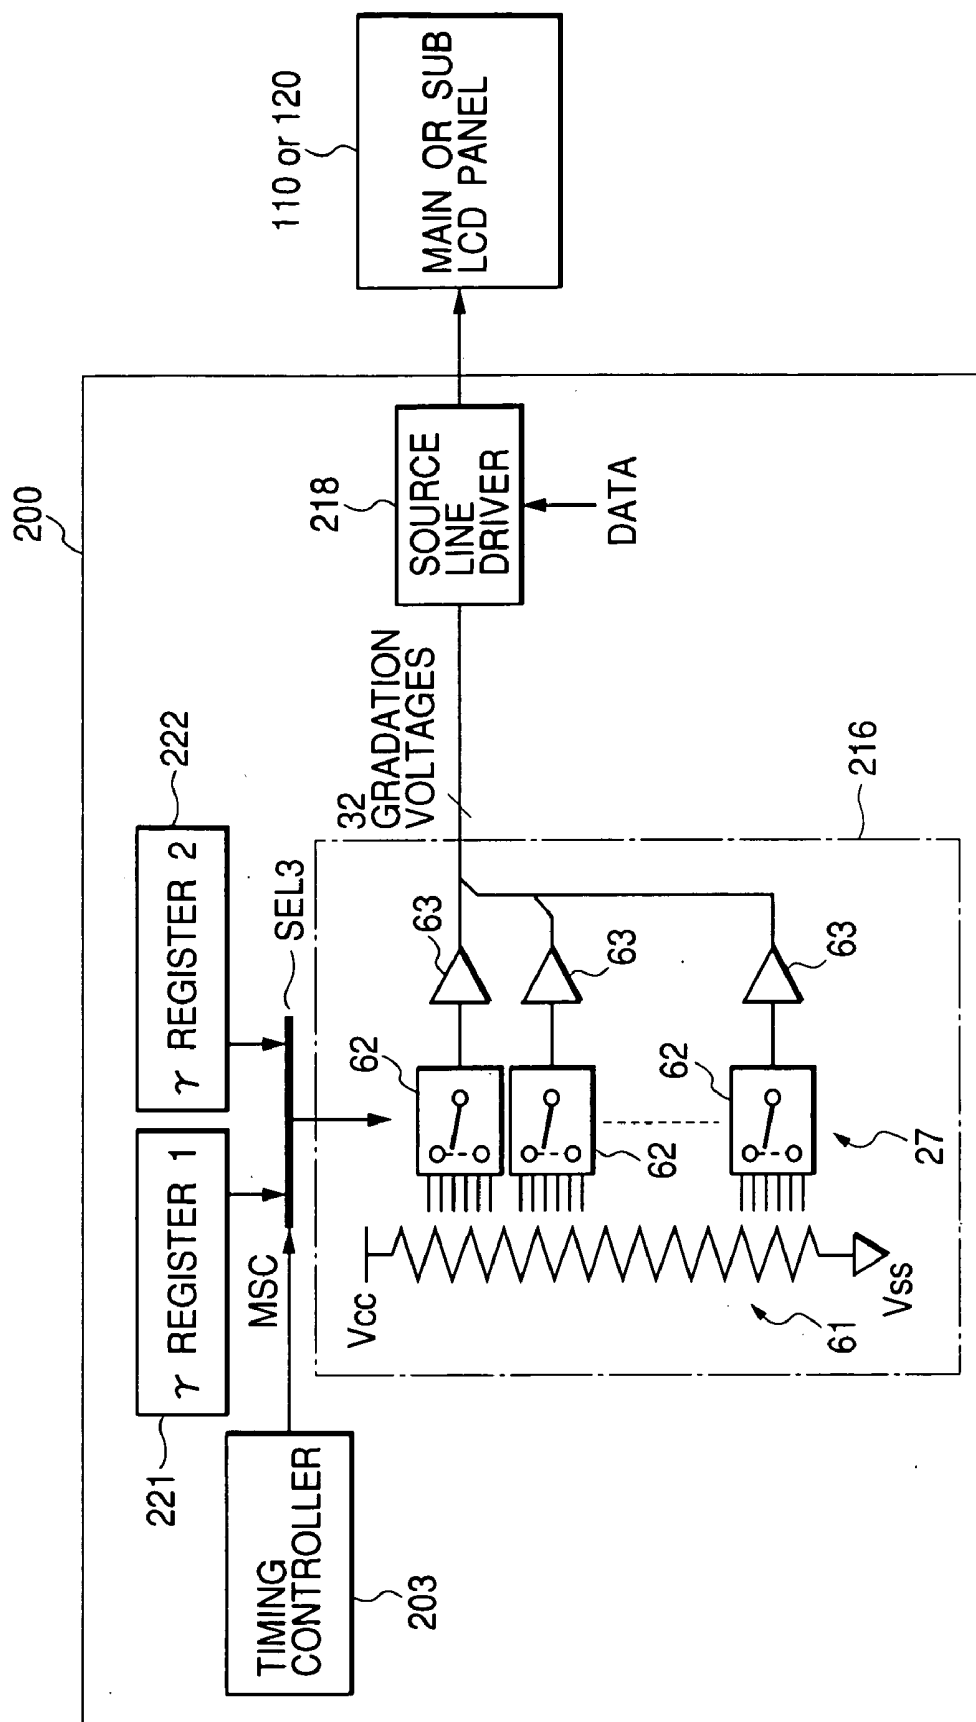 200
221
γ REGISTER 1
γ REGISTER 2
222
TIMING
CONTROLLER
203
MSC
SEL3
Vcc
Vss
61
62
62
62
63
63
63
27
216
32
GRADATION
VOLTAGES
218
SOURCE
LINE
DRIVER
DATA
110 or 120
MAIN OR SUB
LCD PANEL